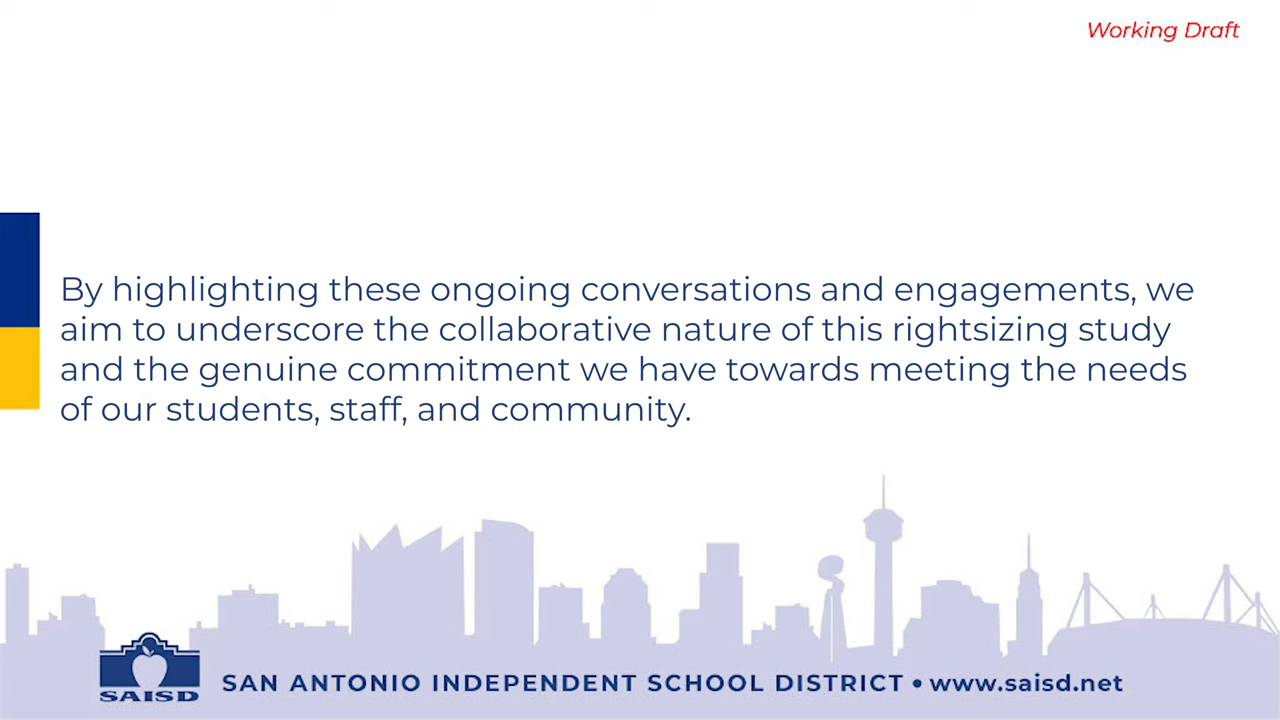 Working Draft
By highlighting these ongoing conversations and engagements, we
aim to underscore the collaborative nature of this rightsizing study
and the genuine commitment we have towards meeting the needs
of our students, staff, and community.
SAISD
SAN ANTONIO INDEPENDENT SCHOOL DISTRICT • www.saisd.net